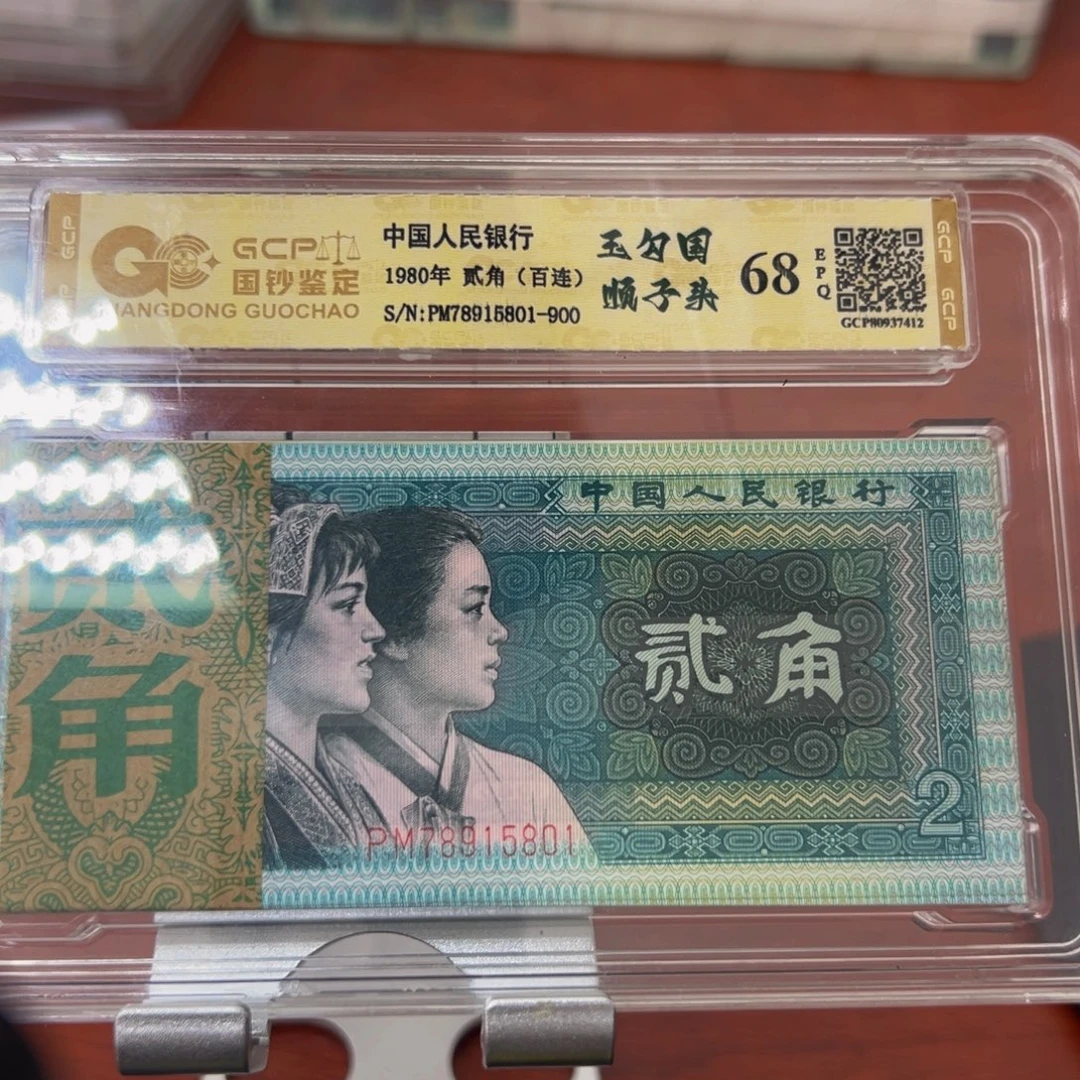 GCP
GCP
国钞鉴定
GUANGDONG GUOCHAO
中国人民银行
1980年 贰角（百连）
S/N:PM78915801-900
玉勾国
顺子头
68
EPQ
GCP80937412
GCP
GCP
中国人民银行
贰角
贰角
2
PM78915801